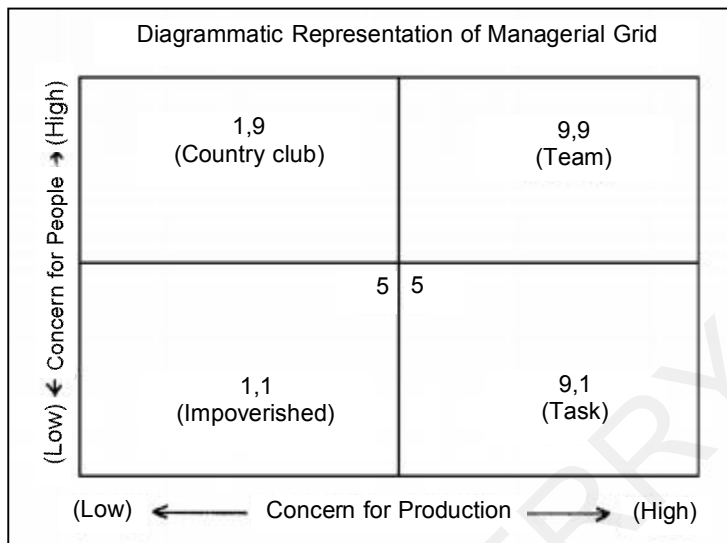 Diagrammatic Representation of Managerial Grid
(Low) ← Concern for People → (High)
1,9
(Country club)
9,9
(Team)
5 5
1,1
(Impoverished)
9,1
(Task)
(Low) ← Concern for Production → (High)
ERRY